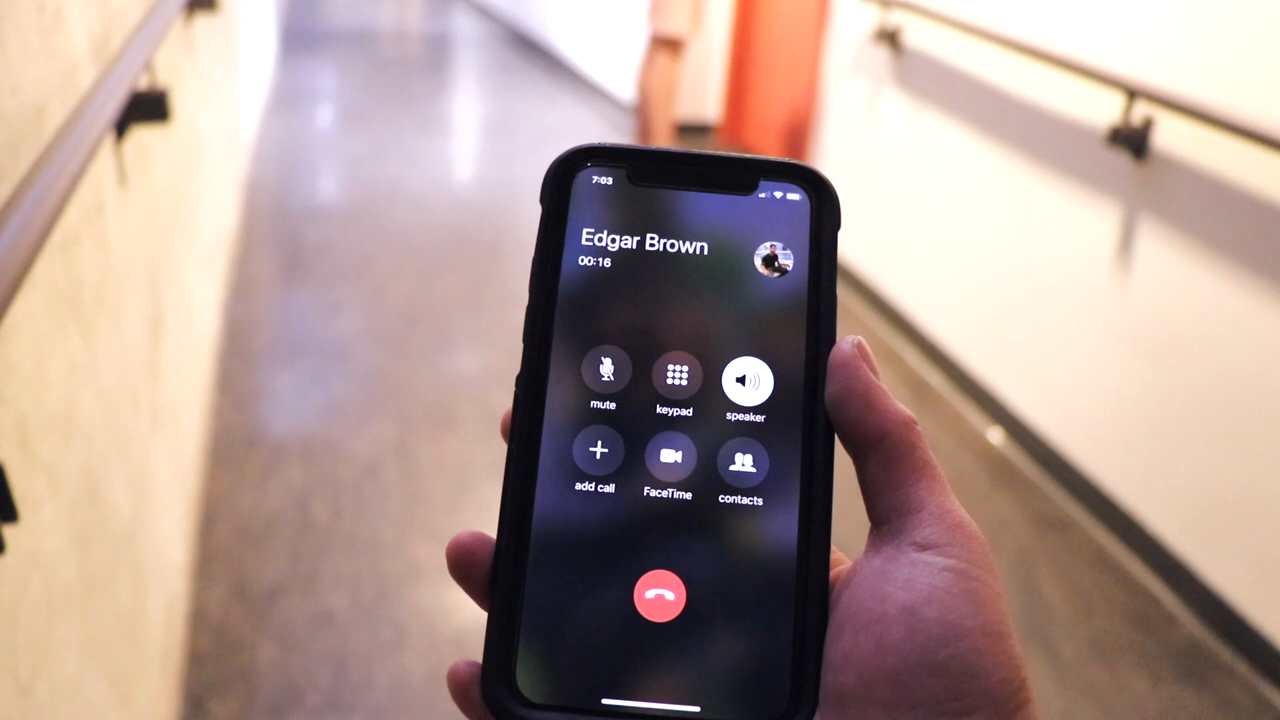 7:03
Edgar Brown
00:16
mute keypad speaker
add call FaceTime contacts